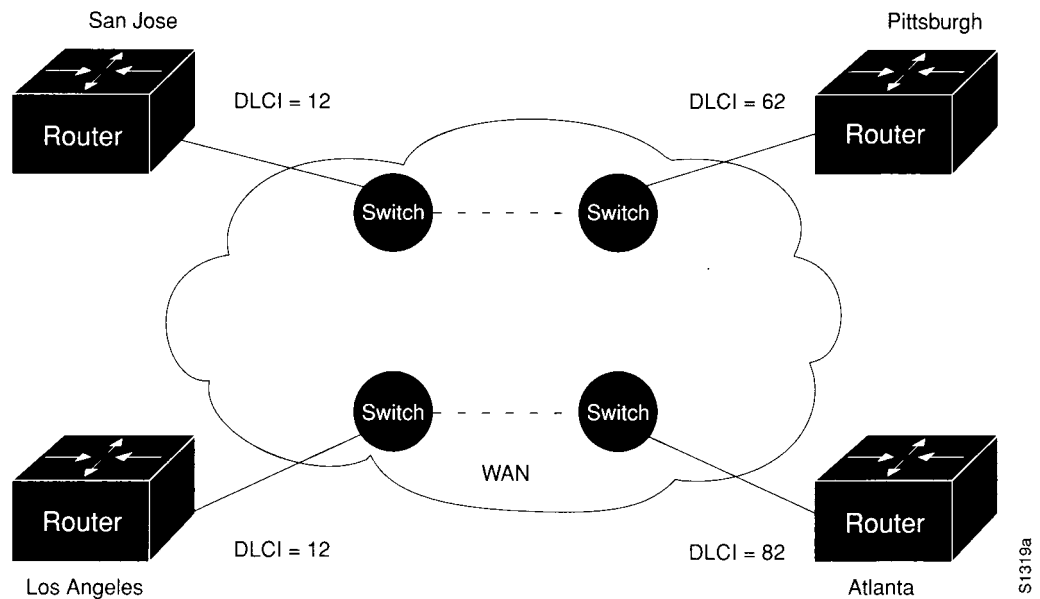 San Jose
Pittsburgh
DLCI = 12
DLCI = 62
Router
Router
Switch
Switch
Switch
Switch
WAN
Router
Router
DLCI = 12
DLCI = 82
Los Angeles
Atlanta
S1319a